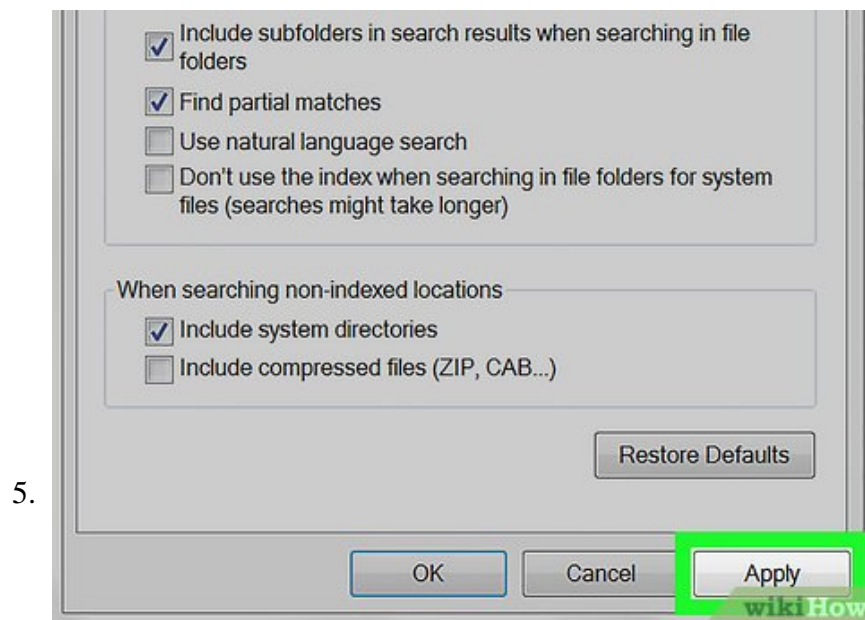 Include subfolders in search results when searching in file
folders
Find partial matches
Use natural language search
Don't use the index when searching in file folders for system
files (searches might take longer)
When searching non-indexed locations
Include system directories
Include compressed files (ZIP, CAB...)
Restore Defaults
5.
OK Cancel Apply
wikiHow